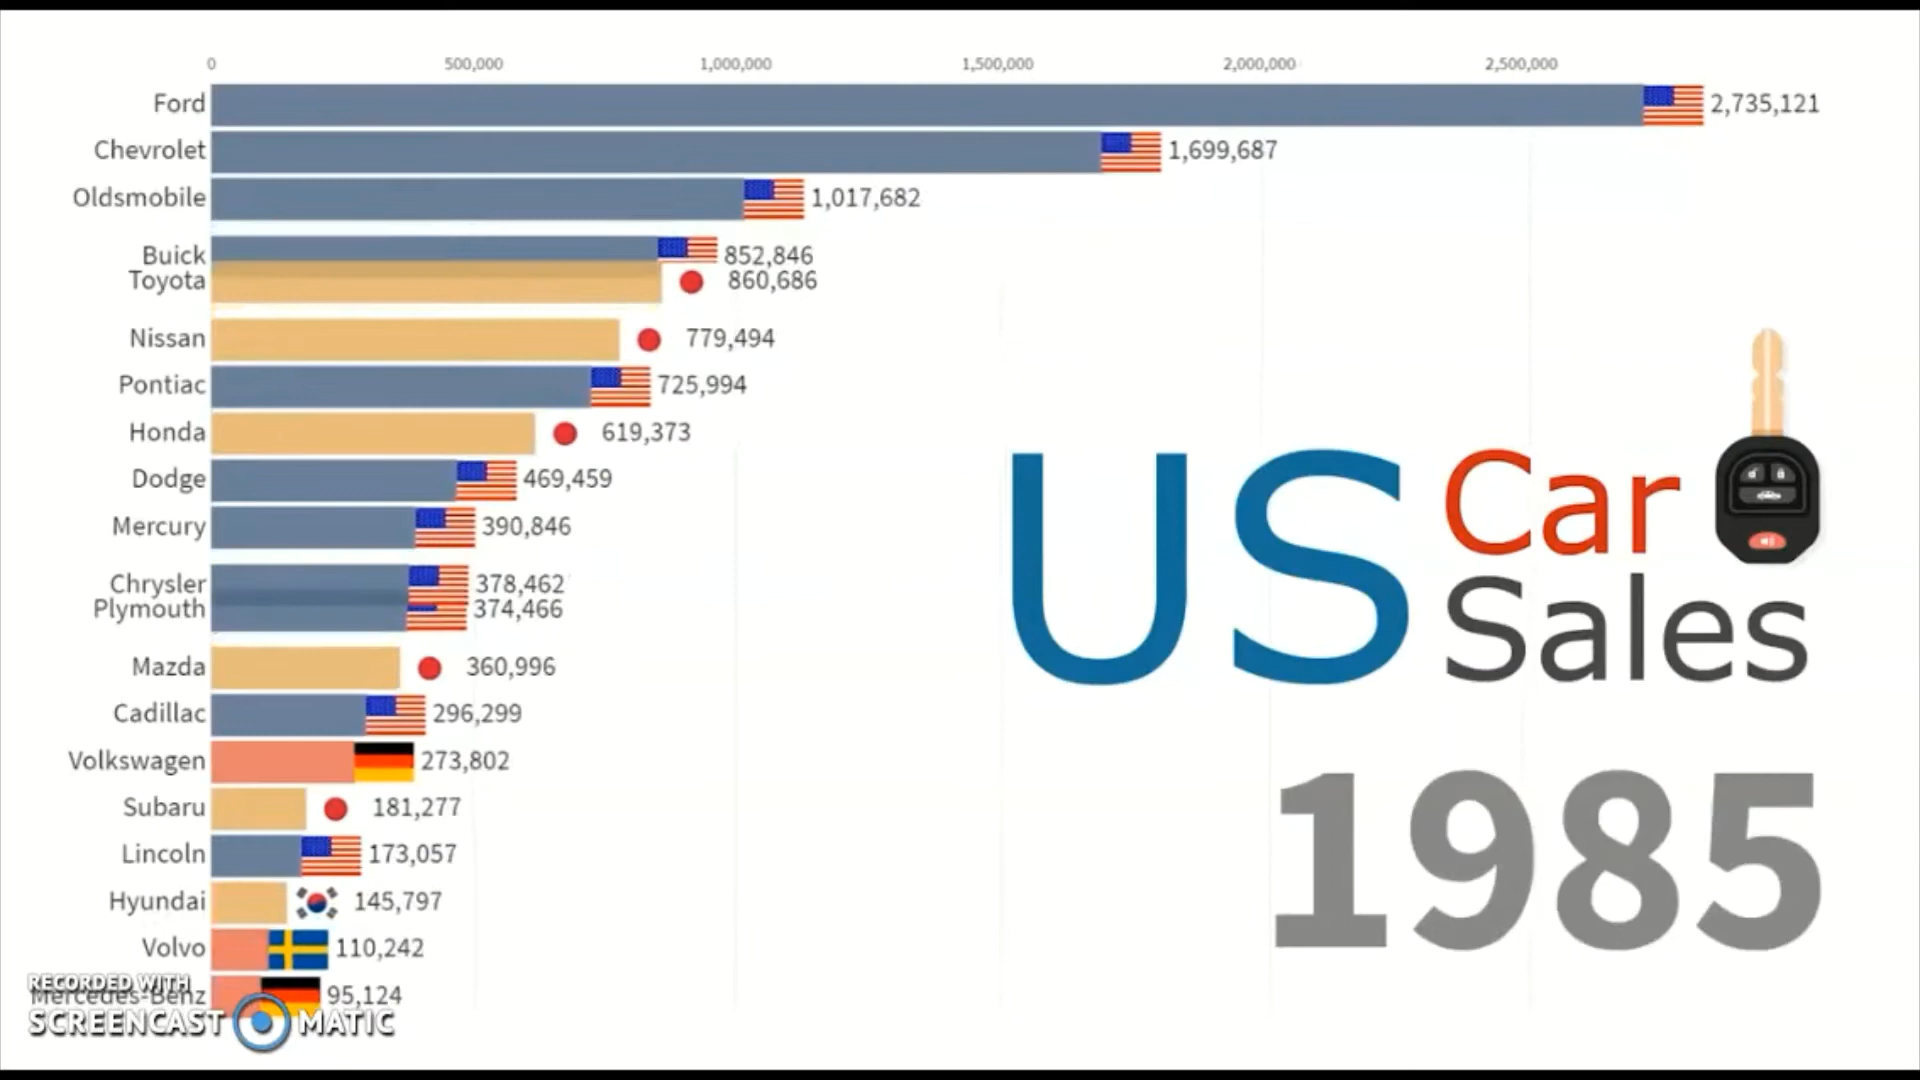 0 500,000 1,000,000 1,500,000 2,000,000 2,500,000
Ford 2,735,121
Chevrolet 1,699,687
Oldsmobile 1,017,682
Buick 852,846
Toyota 860,686
Nissan 779,494
Pontiac 725,994
Honda 619,373
Dodge 469,459
Mercury 390,846
Chrysler 378,462
Plymouth 374,466
Mazda 360,996
Cadillac 296,299
Volkswagen 273,802
Subaru 181,277
Lincoln 173,057
Hyundai 145,797
Volvo 110,242
Mercedes-Benz 95,124
US Car
Sales
1985
RECORDED WITH
SCREENCAST MATIC